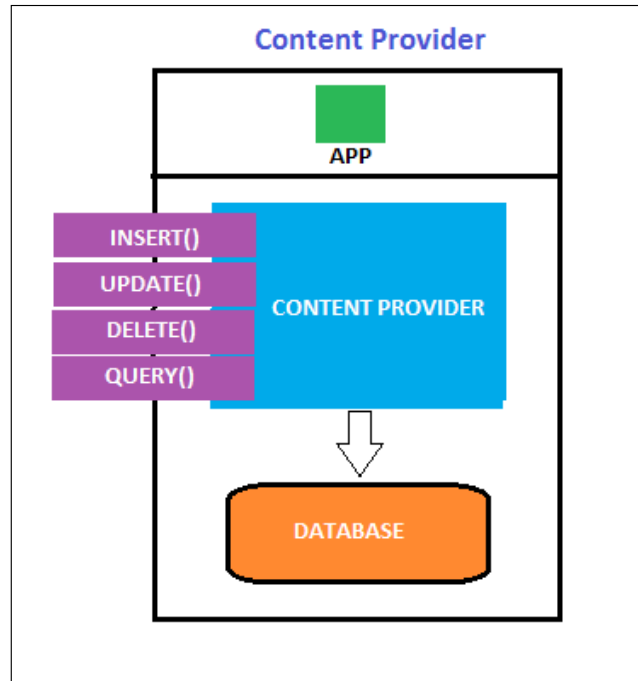 Content Provider
APP
INSERT()
UPDATE()
DELETE()
QUERY()
CONTENT PROVIDER
DATABASE